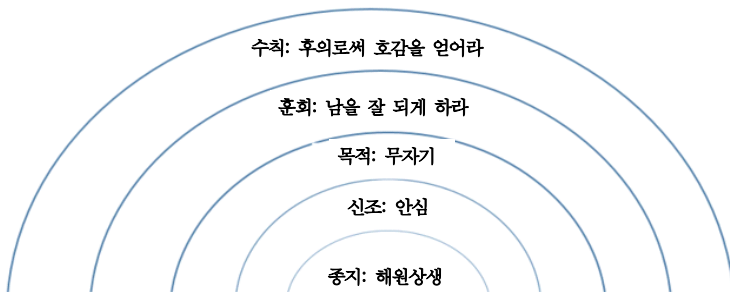 수칙: 후의로써 호감을 얻어라
훈회: 남을 잘 되게 하라
목적: 무자기
신조: 안심
종지: 해원상생